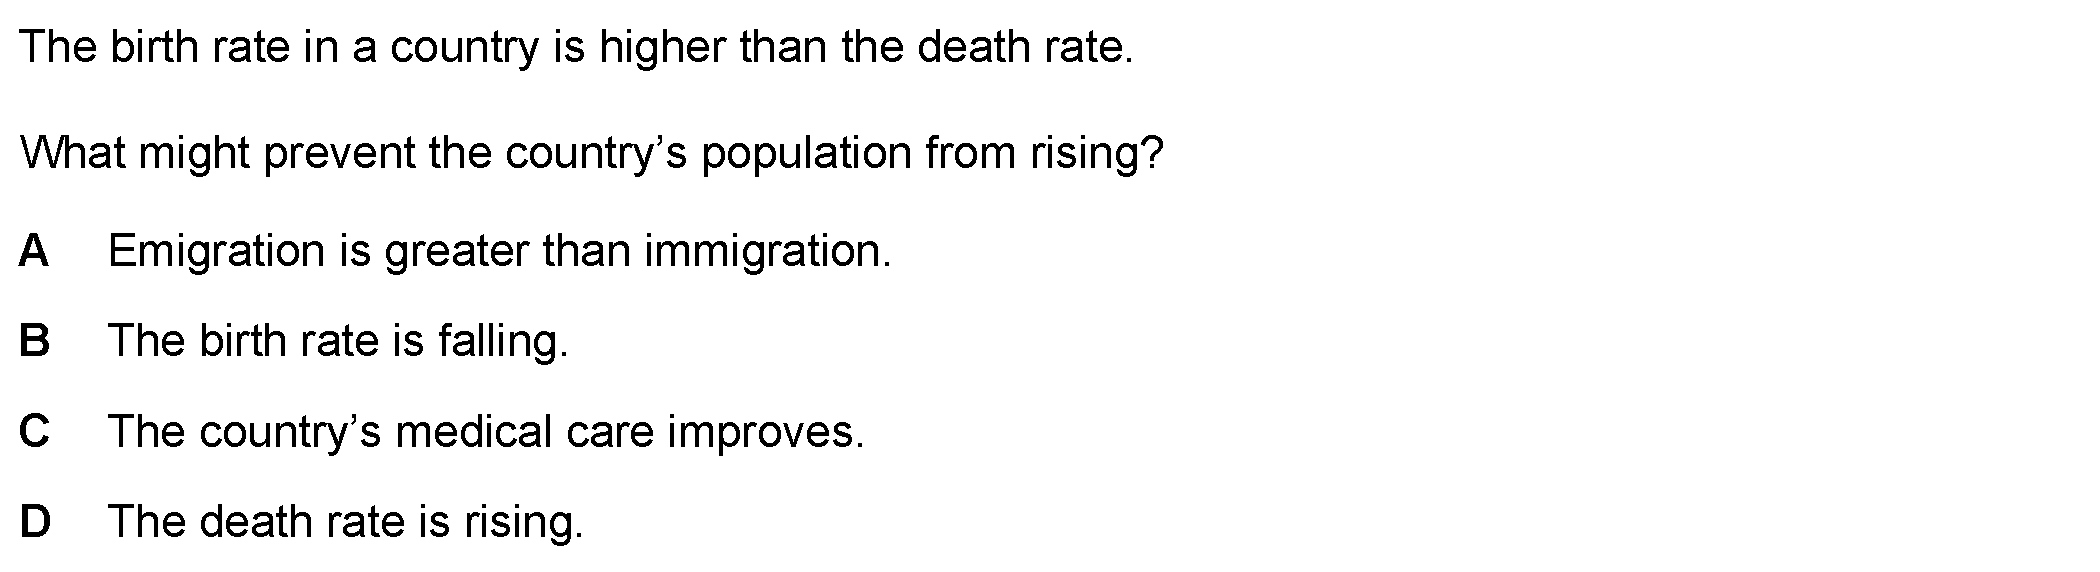 The birth rate in a country is higher than the death rate.
What might prevent the country’s population from rising?
A Emigration is greater than immigration.
B The birth rate is falling.
C The country’s medical care improves.
D The death rate is rising.